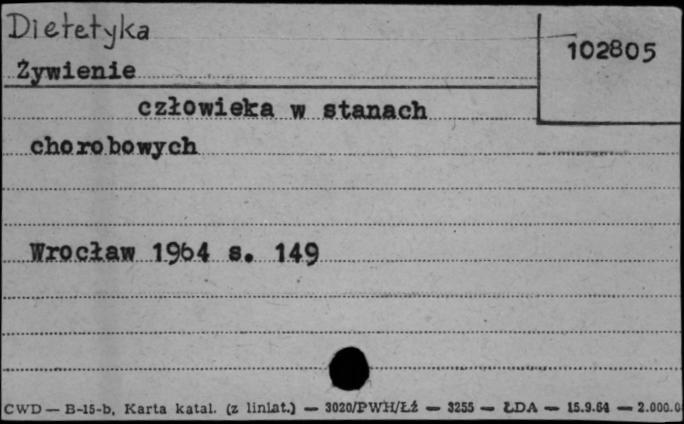 Dietetyka
102805
Żywienie
człowieka w stanach
chorobowych
Wrocław 1964 s. 149
CWD — B-15-b, Karta katal. (z liniat.) — 3020/PWH/Łź — 3255 — ŁDA — 15.9.64 — 2.000.0